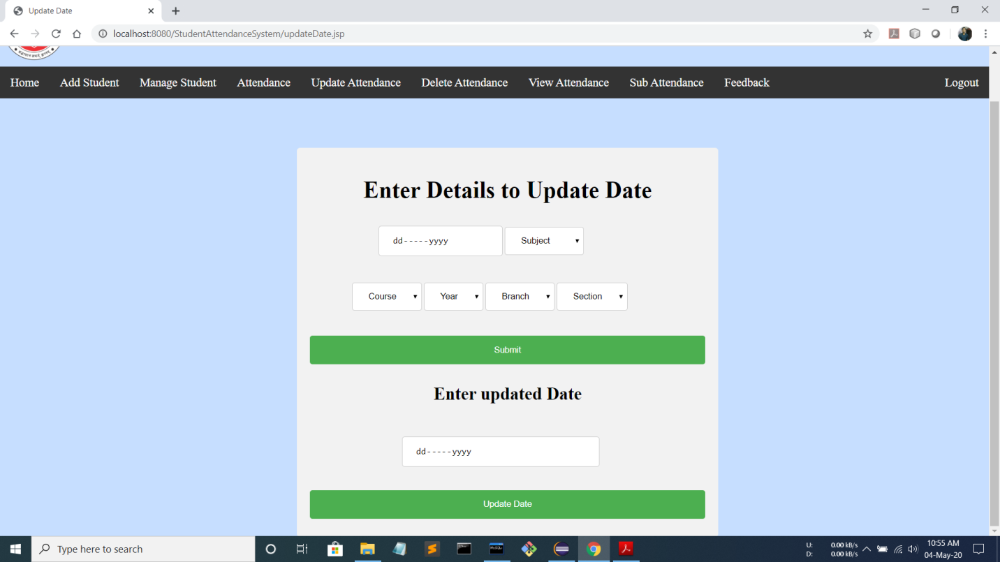 Update Date
localhost:8080/StudentAttendanceSystem/updateDate.jsp
Home Add Student Manage Student Attendance Update Attendance Delete Attendance View Attendance Sub Attendance Feedback Logout
Enter Details to Update Date
dd-----yyyy Subject
Course Year Branch Section
Submit
Enter updated Date
dd-----yyyy
Update Date
Type here to search
U: 0.00 kB/s
D: 0.00 kB/s
10:55 AM
04-May-20